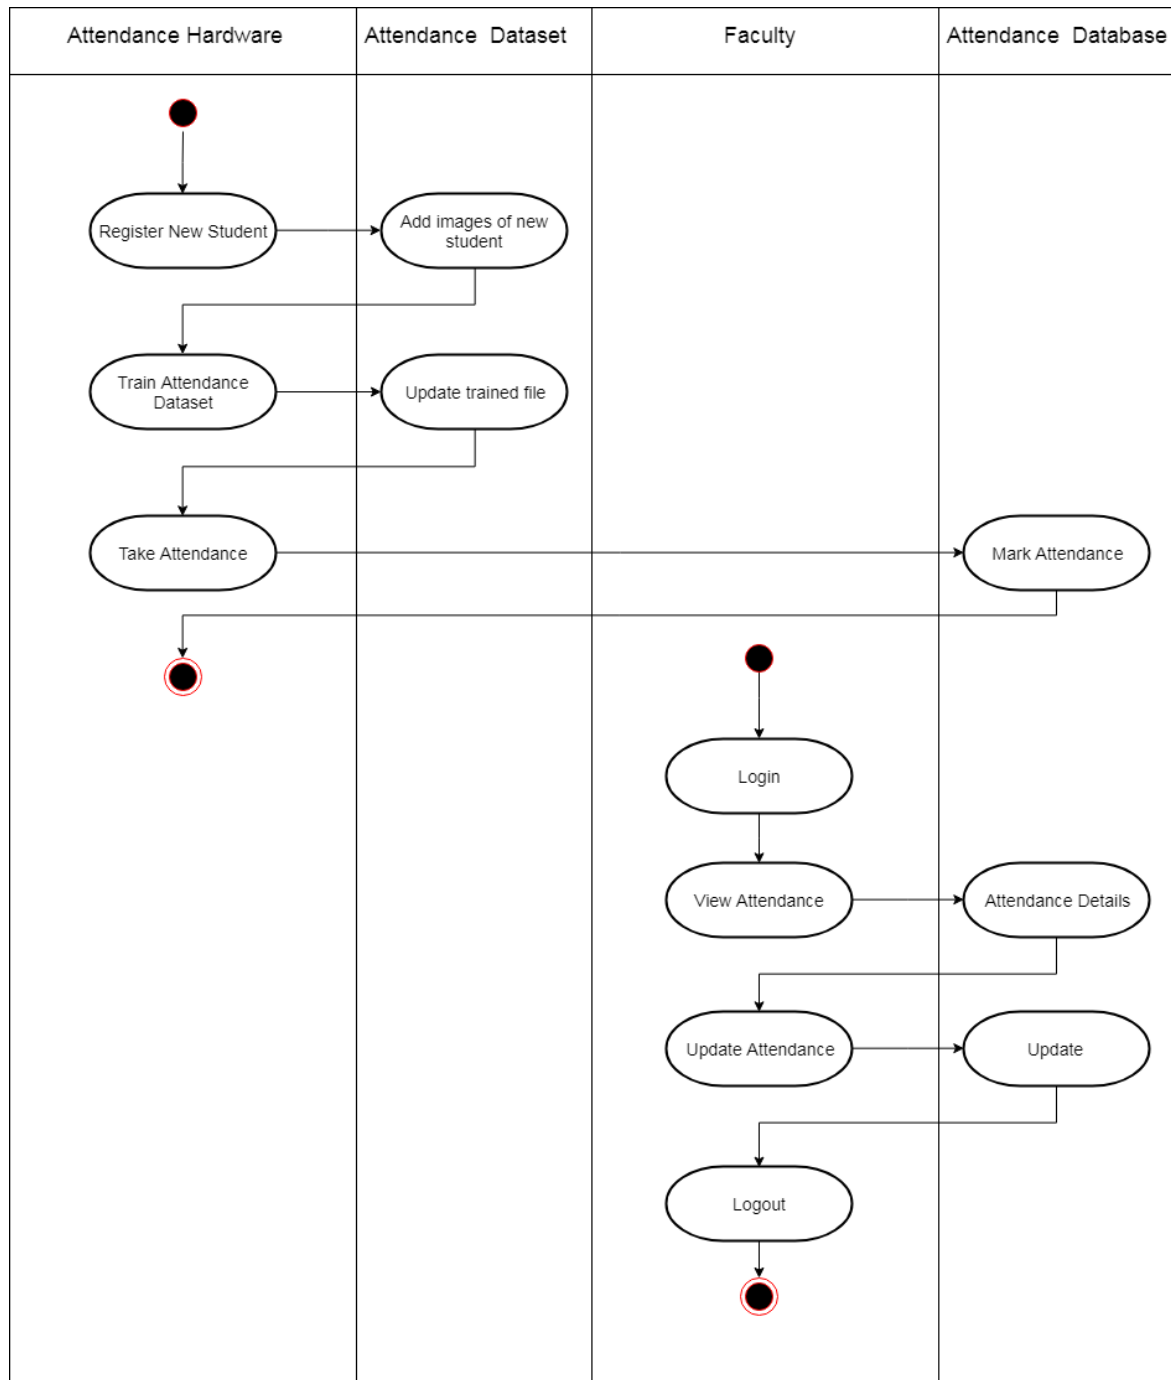 Attendance Hardware
Attendance Dataset
Faculty
Attendance Database
Register New Student
Add images of new
student
Train Attendance
Dataset
Update trained file
Take Attendance
Mark Attendance
Login
View Attendance
Attendance Details
Update Attendance
Update
Logout